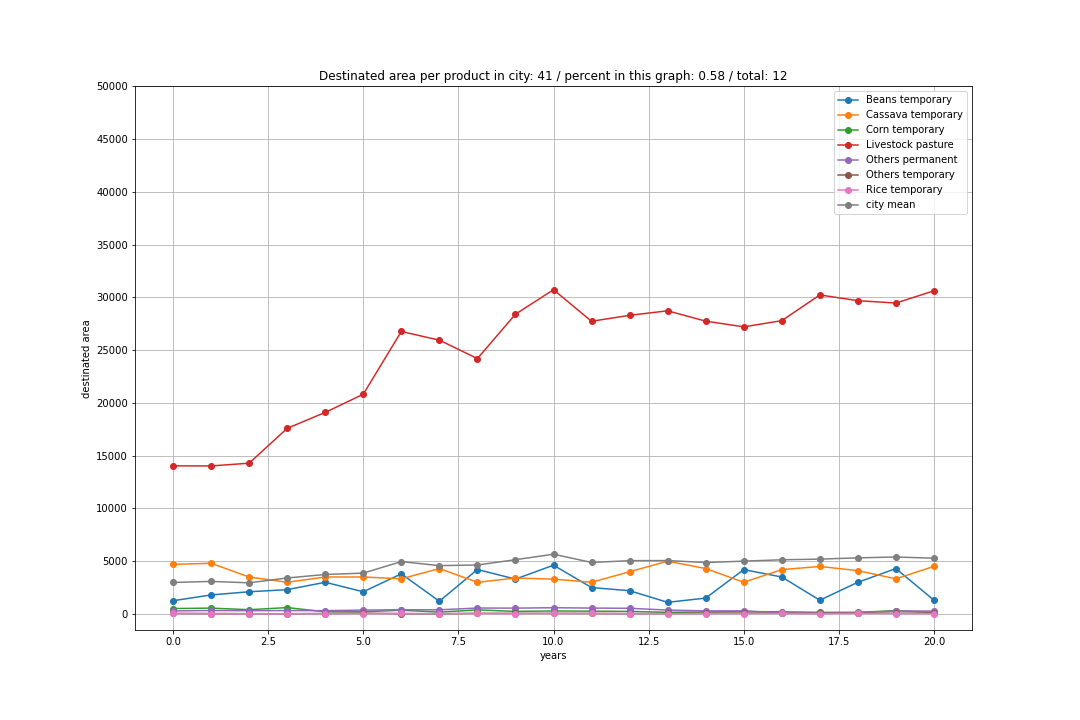 Destinated area per product in city: 41 / percent in this graph: 0.58 / total: 12
50000
45000
40000
35000
30000
25000
20000
15000
10000
5000
0
destinated area
Beans temporary
Cassava temporary
Corn temporary
Livestock pasture
Others permanent
Others temporary
Rice temporary
city mean
0.0 2.5 5.0 7.5 10.0 12.5 15.0 17.5 20.0
years